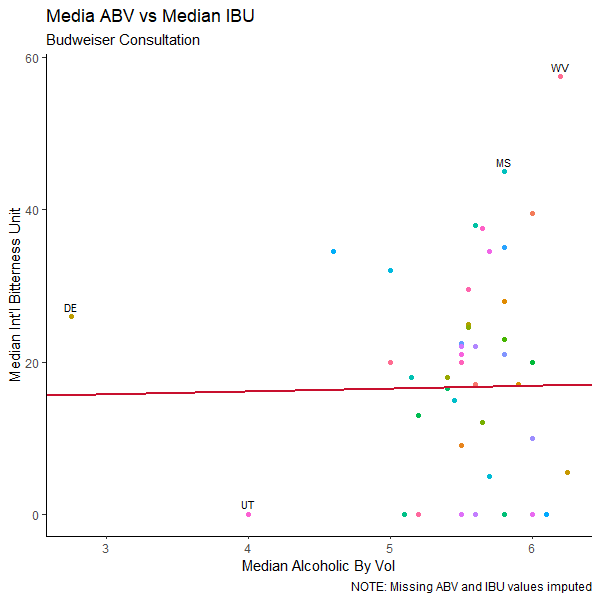 Media ABV vs Median IBU
Budweiser Consultation
60
40
20
0
Median Int'l Bitterness Unit
WV
MS
DE
UT
3
4
5
6
Median Alcoholic By Vol
NOTE: Missing ABV and IBU values imputed